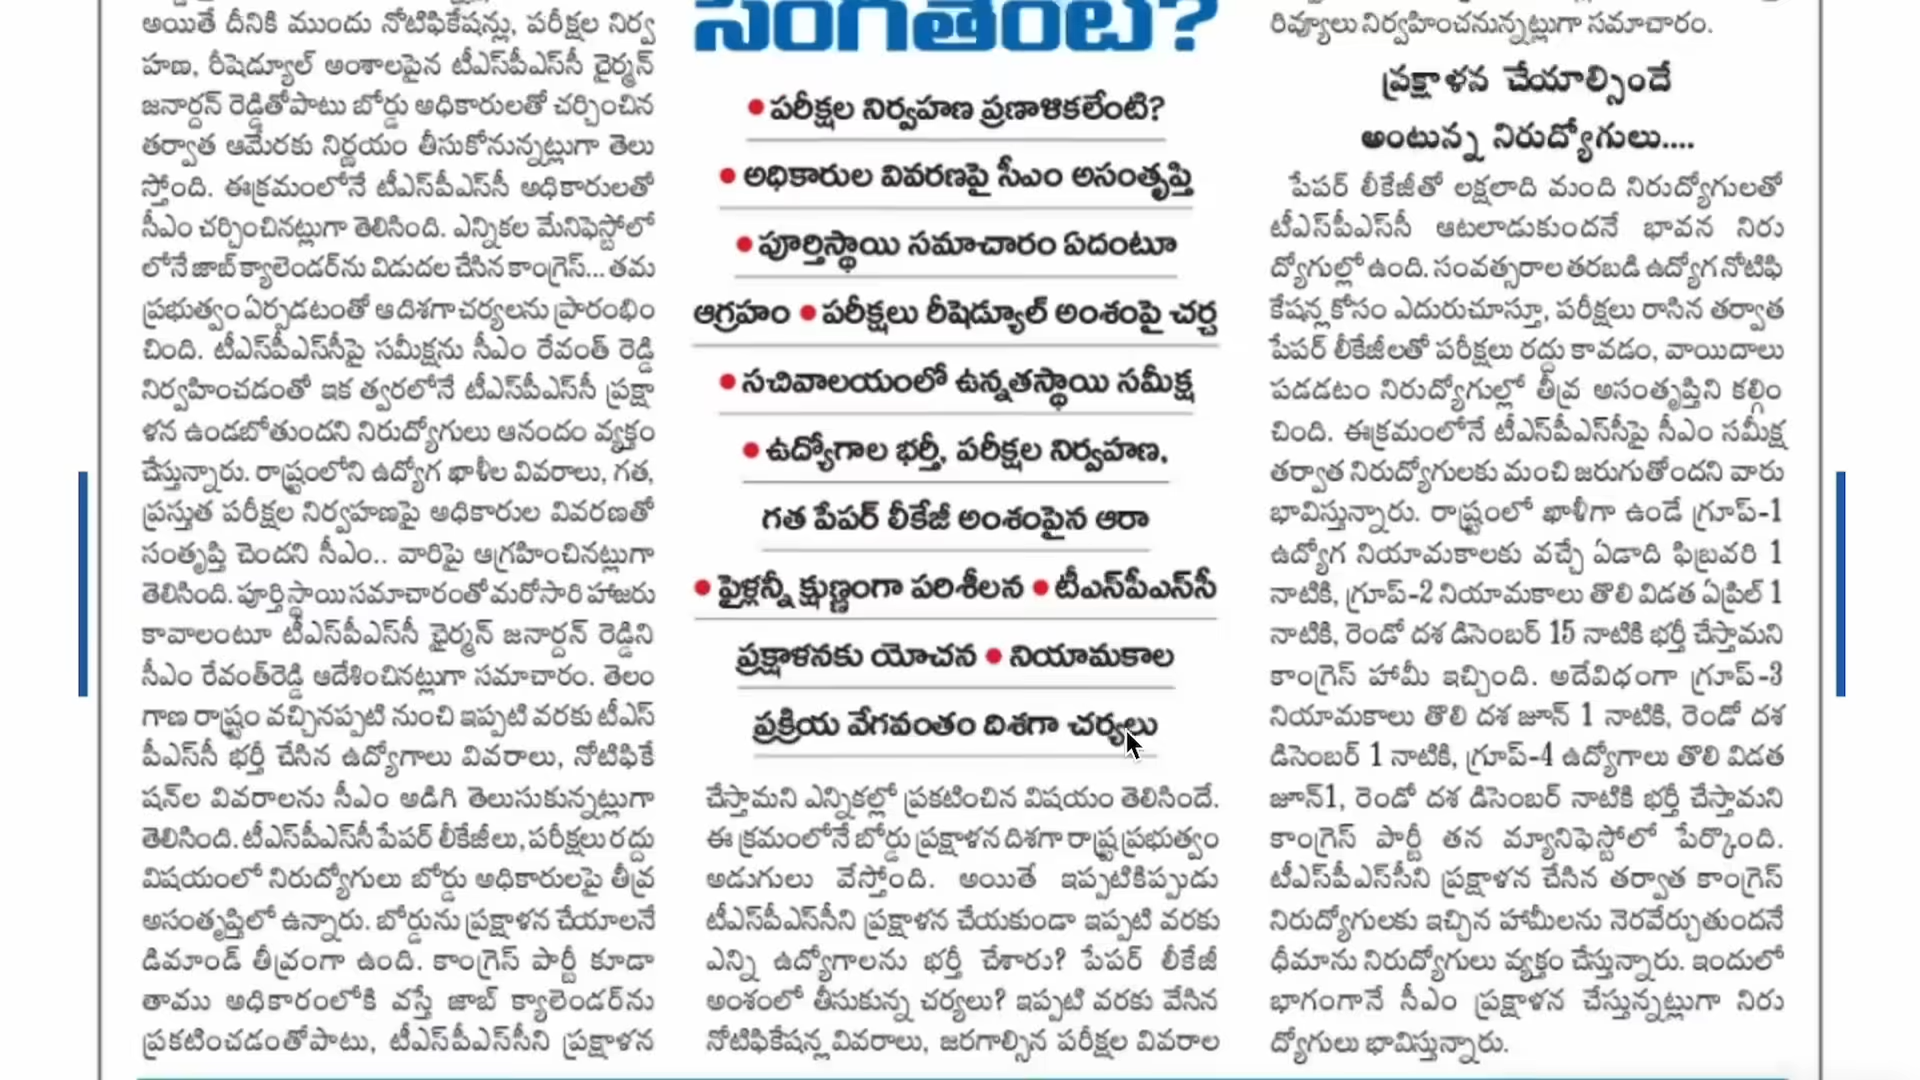 అయితే దీనికి ముందు నోటిఫికేషన్లు, పరీక్షల నిర్వ
హణ, రీషెడ్యూల్ అంశాలపైన టీఎస్‌పీఎస్‌సీ చైర్మన్
జనార్దన్ రెడ్డితోపాటు బోర్డు అధికారులతో చర్చించిన
తర్వాత ఆమేరకు నిర్ణయం తీసుకోనున్నట్లుగా తెలు
స్తోంది. ఈక్రమంలోనే టీఎస్‌పీఎస్‌సీ అధికారులతో
సీఎం చర్చించినట్లుగా తెలిసింది. ఎన్నికల మేనిఫెస్టోలో
లోనే జాబ్ క్యాలెండర్‌ను విడుదల చేసిన కాంగ్రెస్... తమ
ప్రభుత్వం ఏర్పడటంతో ఆ దిశగా చర్యలను ప్రారంభిం
చింది. టీఎస్‌పీఎస్‌సీపై సమీక్షను సీఎం రేవంత్ రెడ్డి
నిర్వహించడంతో ఇక త్వరలోనే టీఎస్‌పీఎస్‌సీ ప్రక్షా
ళన ఉండబోతుందని నిరుద్యోగులు ఆనందం వ్యక్తం
చేస్తున్నారు. రాష్ట్రంలోని ఉద్యోగ ఖాళీల వివరాలు, గత,
ప్రస్తుత పరీక్షల నిర్వహణపై అధికారుల వివరణతో
సంతృప్తి చెందని సీఎం.. వారిపై ఆగ్రహించినట్లుగా
తెలిసింది. పూర్తి స్థాయి సమాచారంతో మరోసారి హాజరు
కావాలంటూ టీఎస్‌పీఎస్‌సీ ఛైర్మన్ జనార్దన్ రెడ్డిని
సీఎం రేవంత్‌రెడ్డి ఆదేశించినట్లుగా సమాచారం. తెలం
గాణ రాష్ట్రం వచ్చినప్పటి నుంచి ఇప్పటి వరకు టీఎస్
పీఎస్‌సీ భర్తీ చేసిన ఉద్యోగాలు వివరాలు, నోటిఫికే
షన్‌ల వివరాలను సీఎం అడిగి తెలుసుకున్నట్లుగా
తెలిసింది. టీఎస్‌పీఎస్‌సీ పేపర్ లీకేజీలు, పరీక్షలు రద్దు
విషయంలో నిరుద్యోగులు బోర్డు అధికారులపై తీవ్ర
అసంతృప్తిలో ఉన్నారు. బోర్డును ప్రక్షాళన చేయాలనే
డిమాండ్ తీవ్రంగా ఉంది. కాంగ్రెస్ పార్టీ కూడా
తాము అధికారంలోకి వస్తే జాబ్ క్యాలెండర్‌ను
ప్రకటించడంతోపాటు, టీఎస్‌పీఎస్‌సీని ప్రక్షాళన
సంగతేంటి?
• పరీక్షల నిర్వహణ ప్రణాళికలేంటి?
• అధికారుల వివరణపై సీఎం అసంతృప్తి
• పూర్తిస్థాయి సమాచారం ఏదంటూ
ఆగ్రహం • పరీక్షలు రీషెడ్యూల్ అంశంపై చర్చ
• సచివాలయంలో ఉన్నతస్థాయి సమీక్ష
• ఉద్యోగాల భర్తీ, పరీక్షల నిర్వహణ,
గత పేపర్ లీకేజీ అంశంపైన ఆరా
• ఫైళ్లన్నీ క్షుణ్ణంగా పరిశీలన • టీఎస్‌పీఎస్‌సీ
ప్రక్షాళనకు యోచన • నియామకాల
ప్రక్రియ వేగవంతం దిశగా చర్యలు
చేస్తామని ఎన్నికల్లో ప్రకటించిన విషయం తెలిసిందే.
ఈ క్రమంలోనే బోర్డు ప్రక్షాళన దిశగా రాష్ట్ర ప్రభుత్వం
అడుగులు వేస్తోంది. అయితే ఇప్పటికిప్పుడు
టీఎస్‌పీఎస్‌సీని ప్రక్షాళన చేయకుండా ఇప్పటి వరకు
ఎన్ని ఉద్యోగాలను భర్తీ చేశారు? పేపర్ లీకేజీ
అంశంలో తీసుకున్న చర్యలు? ఇప్పటి వరకు వేసిన
నోటిఫికేషన్ల వివరాలు, జరగాల్సిన పరీక్షల వివరాల
రివ్యూలు నిర్వహించనున్నట్లుగా సమాచారం.
ప్రక్షాళన చేయాల్సిందే
అంటున్న నిరుద్యోగులు....
పేపర్ లీకేజీతో లక్షలాది మంది నిరుద్యోగులతో
టీఎస్‌పీఎస్‌సీ ఆటలాడుకుందనే భావన నిరు
ద్యోగుల్లో ఉంది. సంవత్సరాల తరబడి ఉద్యోగ నోటిఫి
కేషన్ల కోసం ఎదురుచూస్తూ, పరీక్షలు రాసిన తర్వాత
పేపర్ లీకేజీలతో పరీక్షలు రద్దు కావడం, వాయిదాలు
పడడటం నిరుద్యోగుల్లో తీవ్ర అసంతృప్తిని కల్గిం
చింది. ఈక్రమంలోనే టీఎస్‌పీఎస్‌సీపై సీఎం సమీక్ష
తర్వాత నిరుద్యోగులకు మంచి జరుగుతోందని వారు
భావిస్తున్నారు. రాష్ట్రంలో ఖాళీగా ఉండే గ్రూప్-1
ఉద్యోగ నియామకాలకు వచ్చే ఏడాది ఫిబ్రవరి 1
నాటికి, గ్రూప్-2 నియామకాలు తొలి విడత ఏప్రిల్ 1
నాటికి, రెండో దశ డిసెంబర్ 15 నాటికి భర్తీ చేస్తామని
కాంగ్రెస్ హామీ ఇచ్చింది. అదేవిధంగా గ్రూప్-3
నియామకాలు తొలి దశ జూన్ 1 నాటికి, రెండో దశ
డిసెంబర్ 1 నాటికి, గ్రూప్-4 ఉద్యోగాలు తొలి విడత
జూన్1, రెండో దశ డిసెంబర్ నాటికి భర్తీ చేస్తామని
కాంగ్రెస్ పార్టీ తన మ్యానిఫెస్టోలో పేర్కొంది.
టీఎస్‌పీఎస్‌సీని ప్రక్షాళన చేసిన తర్వాత కాంగ్రెస్
నిరుద్యోగులకు ఇచ్చిన హామీలను నెరవేర్చుతుందనే
ధీమాను నిరుద్యోగులు వ్యక్తం చేస్తున్నారు. ఇందులో
భాగంగానే సీఎం ప్రక్షాళన చేస్తున్నట్లుగా నిరు
ద్యోగులు భావిస్తున్నారు.